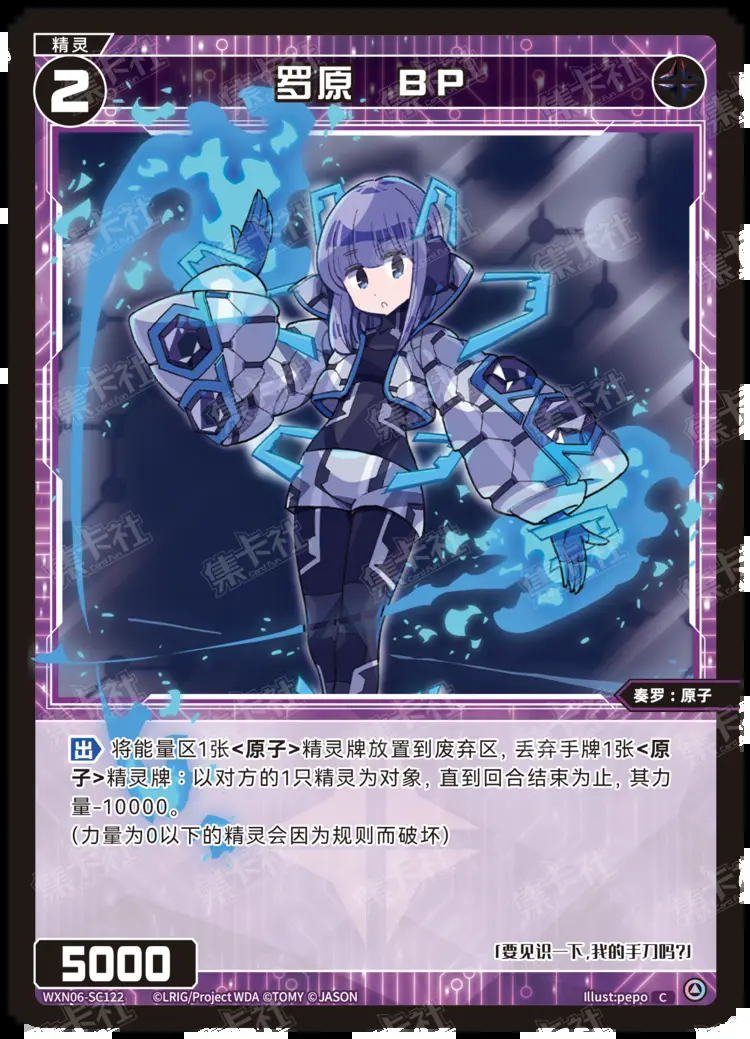 精灵
2
罗原 BP
奏罗：原子
出 将能量区1张<原子>精灵牌放置到废弃区, 丢弃手牌1张<原
子>精灵牌：以对方的1只精灵为对象, 直到回合结束为止, 其力
量-10000。
(力量为0以下的精灵会因为规则而破坏)
「要见识一下,我的手刀吗?」
5000
WXN06-SC122 ©LRIG/Project WDA ©TOMY ©JASON
Illust:pepo C
集卡社
Card Fun